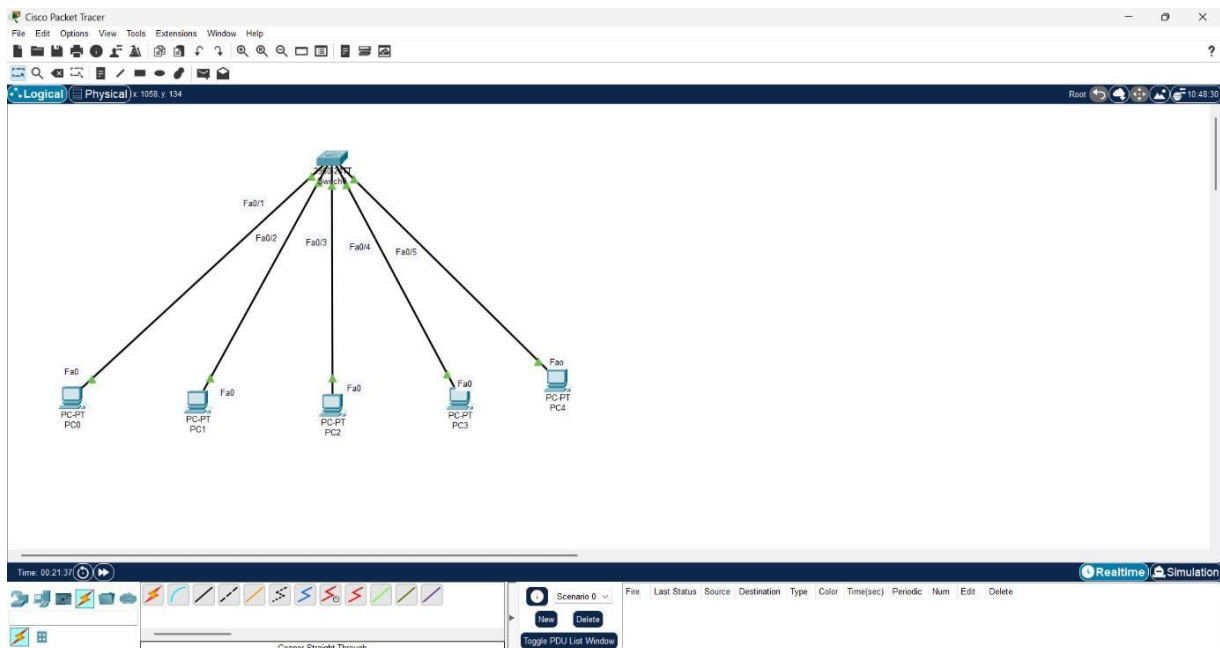 Cisco Packet Tracer
File Edit Options View Tools Extensions Window Help
?
Logical Physical x: 1058, y: 134 Root 10:48:30
Fa0/1
Fa0/2
Fa0/3
Fa0/4
Fa0/5
Fa0
Fa0
Fa0
Fa0
Fao
PC-PT
PC0
PC-PT
PC1
PC-PT
PC2
PC-PT
PC3
PC-PT
PC4
Time: 00:21:37 Realtime Simulation
Scenario 0 Fire Last Status Source Destination Type Color Time(sec) Periodic Num Edit Delete
New Delete
Toggle PDU List Window
Copper Straight-Through